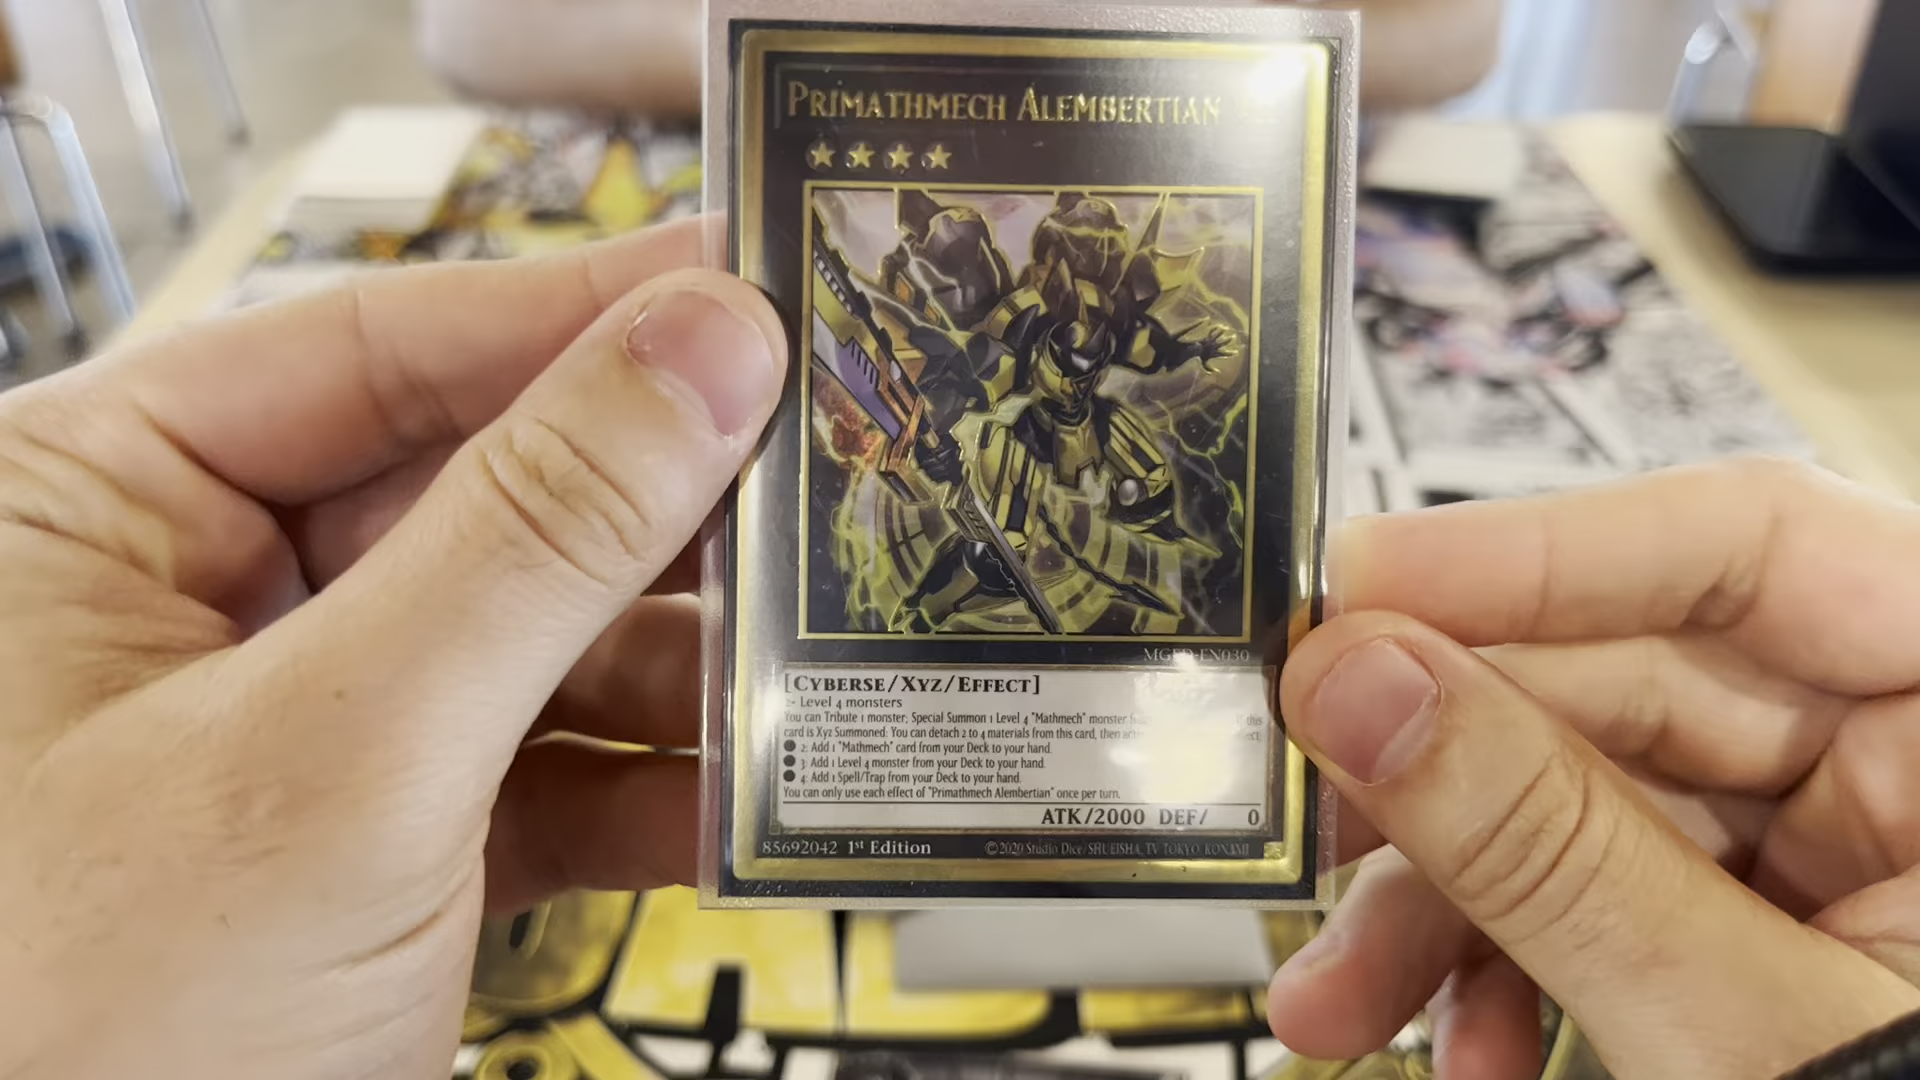 PRIMATHMECH ALEMBERTIAN
MGED-EN030
[CYBERSE/XYZ/EFFECT]
2+ Level 4 monsters
You can Tribute 1 monster; Special Summon 1 Level 4 "Mathmech" monster this
card is Xyz Summoned: You can detach 2 to 4 materials from this card, then
● 2: Add 1 "Mathmech" card from your Deck to your hand.
● 3: Add 1 Level 4 monster from your Deck to your hand.
● 4: Add 1 Spell/Trap from your Deck to your hand.
You can only use each effect of "Primathmech Alembertian" once per turn.
ATK/2000 DEF/ 0
85692042 1st Edition ©2020 Studio Dice/SHUEISHA, TV TOKYO, KONAMI